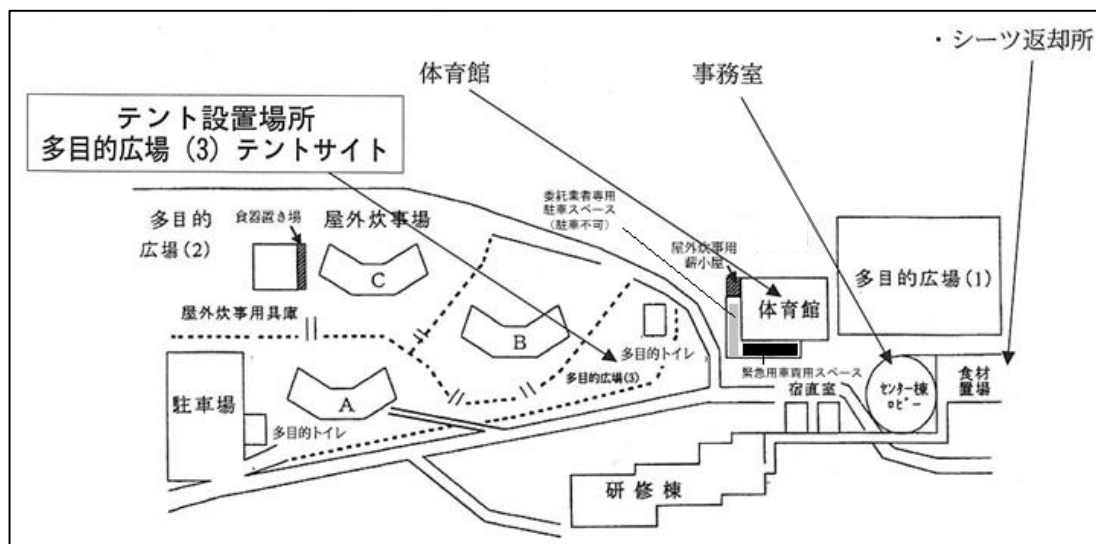 ・シーツ返却所
体育館
事務室
テント設置場所
多目的広場（3）テントサイト
委託業者専用
駐車スペース
（駐車不可）
多目的
広場(2)
食器置き場
屋外炊事場
屋外炊事用
薪小屋
多目的広場(1)
C
体育館
屋外炊事用具庫
B
多目的トイレ
緊急用車両用スペース
多目的広場(3)
宿直室
センター棟
ロビー
食材
置場
駐車場
A
多目的トイレ
研修棟